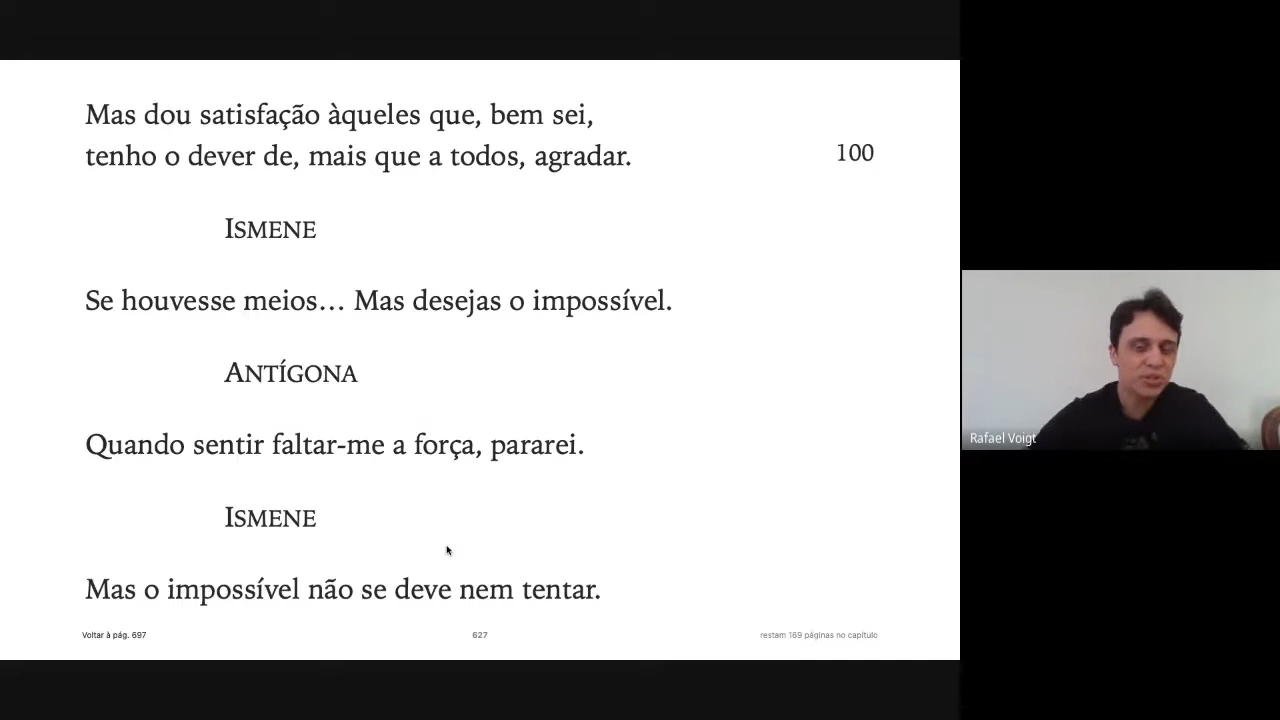 Mas dou satisfação àqueles que, bem sei,
tenho o dever de, mais que a todos, agradar.
100
ISMENE
Se houvesse meios… Mas desejas o impossível.
ANTÍGONA
Quando sentir faltar-me a força, pararei.
ISMENE
Mas o impossível não se deve nem tentar.
Voltar à pág. 697
627
restam 169 páginas no capítulo
Rafael Voigt